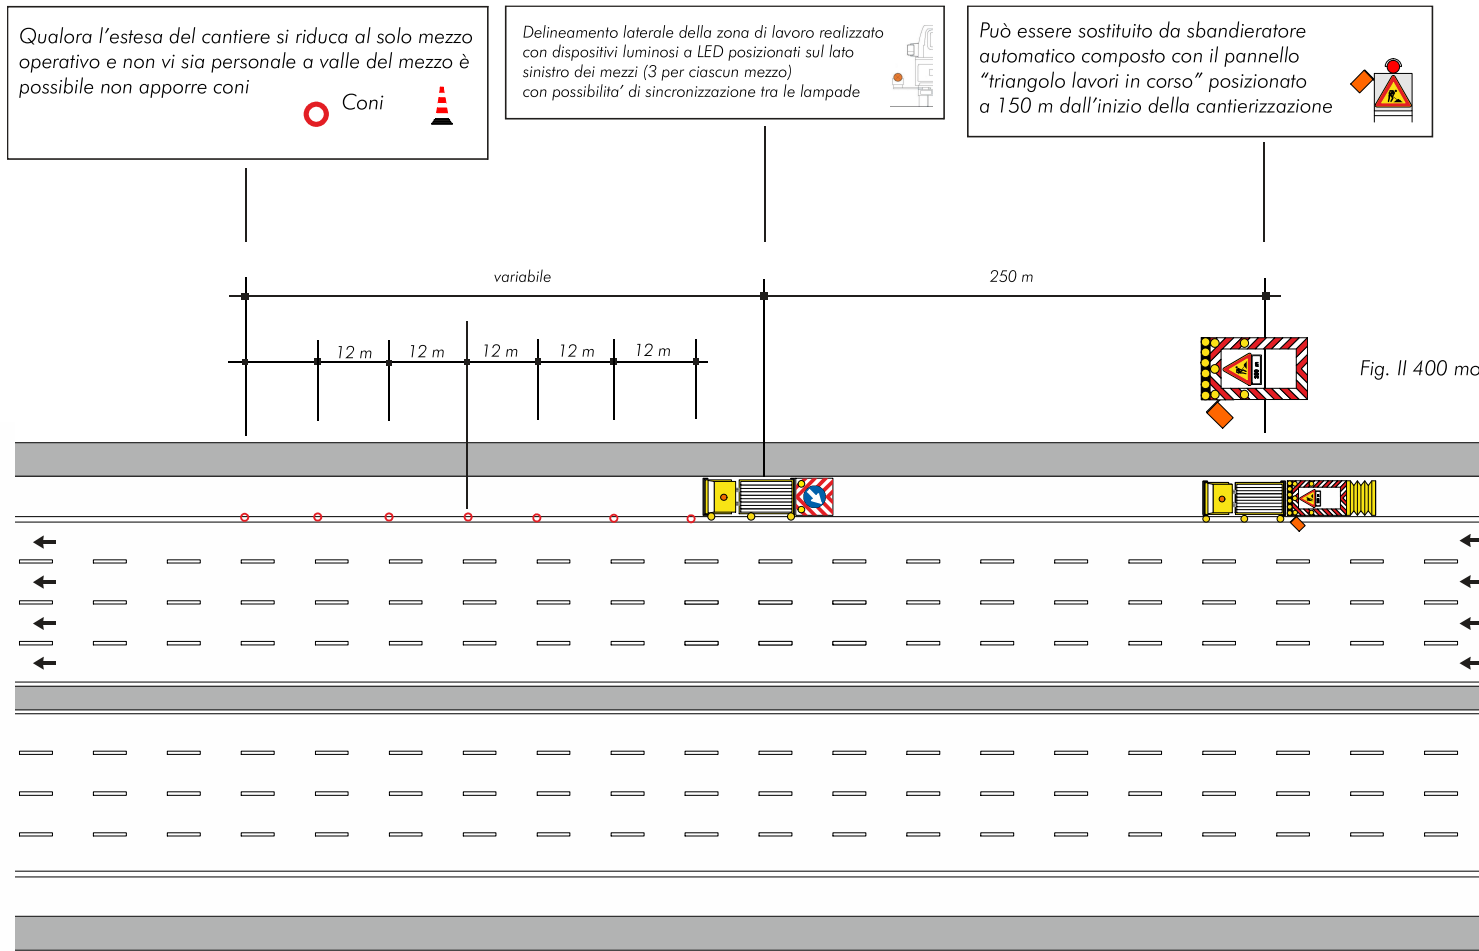 Qualora l'estesa del cantiere si riduca al solo mezzo
operativo e non vi sia personale a valle del mezzo è
possibile non apporre coni
Coni
Delineamento laterale della zona di lavoro realizzato
con dispositivi luminosi a LED posizionati sul lato
sinistro dei mezzi (3 per ciascun mezzo)
con possibilita' di sincronizzazione tra le lampade
Può essere sostituito da sbandieratore
automatico composto con il pannello
"triangolo lavori in corso" posizionato
a 150 m dall'inizio della cantierizzazione
variabile
250 m
12 m
12 m
12 m
12 m
12 m
Fig. II 400 mo